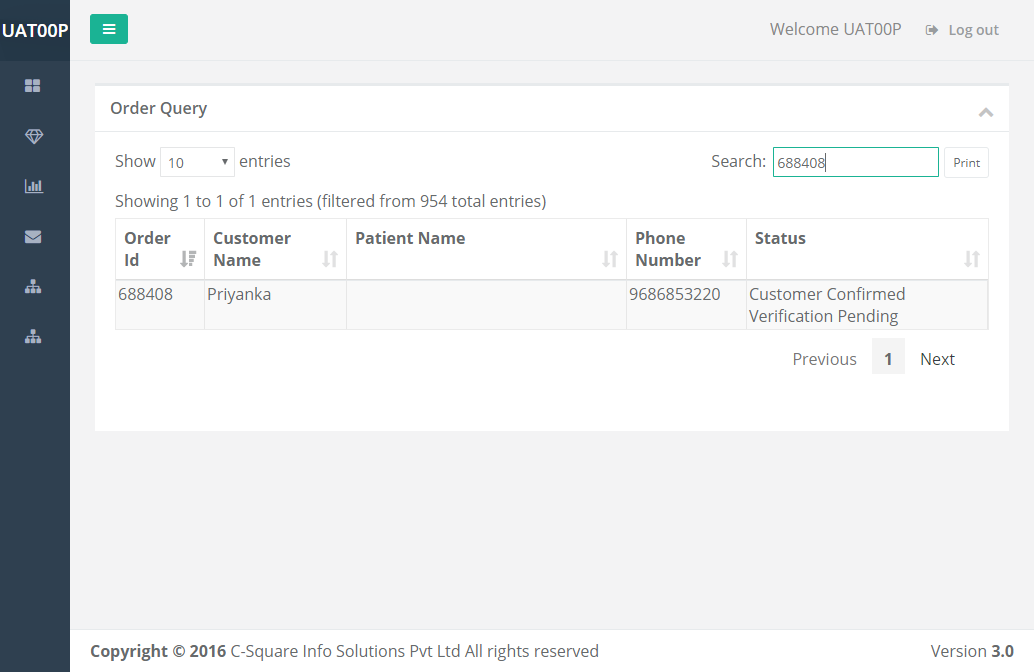 UAT00P
Welcome UAT00P Log out
Order Query
Show 10 entries Search: 688408 Print
Showing 1 to 1 of 1 entries (filtered from 954 total entries)
Order Id Customer Name Patient Name Phone Number Status
688408 Priyanka 9686853220 Customer Confirmed Verification Pending
Previous 1 Next
Copyright © 2016 C-Square Info Solutions Pvt Ltd All rights reserved Version 3.0